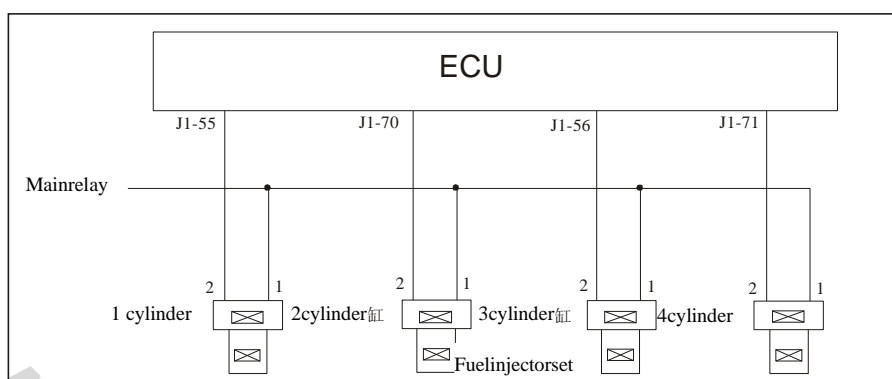 ECU
J1-55
J1-70
J1-56
J1-71
Mainrelay
2 1 2 1 2 1 2 1
1 cylinder 2cylinder缸 3cylinder缸 4cylinder
Fuelinjectorset